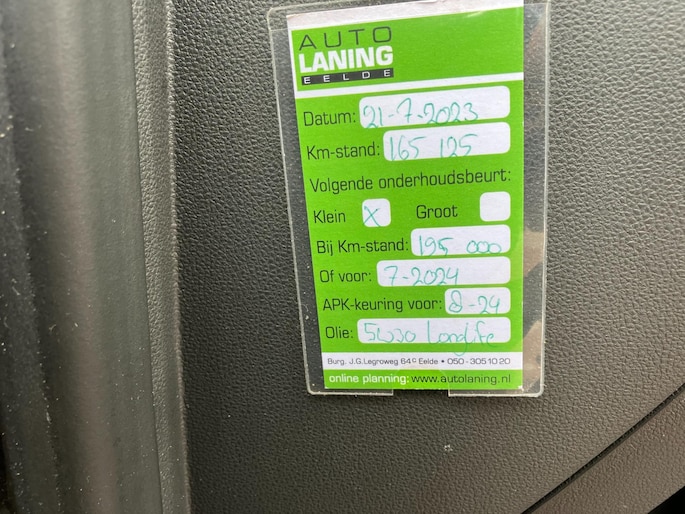 AUTO
LANING
EELDE
Datum: 21-7-2023
Km-stand: 165 125
Volgende onderhoudsbeurt:
Klein X Groot
Bij Km-stand: 195 000
Of voor: 7-2024
APK-keuring voor: 8-24
Olie: 5W30 Longlife
Burg. J.G. Legroweg 64c Eelde • 050-305 10 20
online planning: www.autolaning.nl